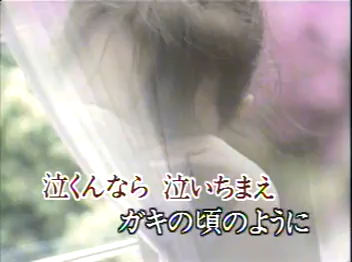 泣くんなら 泣いちまえ
ガキの頃のように